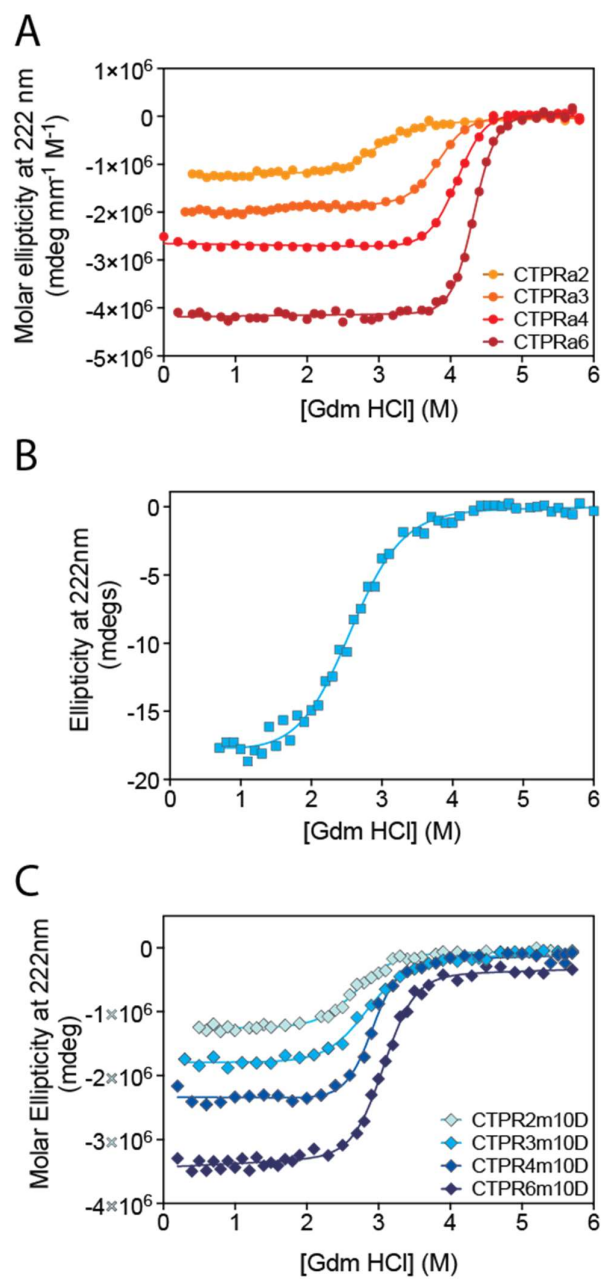 A
Molar ellipticity at 222 nm
(mdeg mm⁻¹ M⁻¹)
1×10⁶
0
-1×10⁶
-2×10⁶
-3×10⁶
-4×10⁶
-5×10⁶
CTPRa2
CTPRa3
CTPRa4
CTPRa6
0 1 2 3 4 5 6
[Gdm HCl] (M)
B
Ellipticity at 222nm
(mdegs)
0
-5
-10
-15
-20
0 1 2 3 4 5 6
[Gdm HCl] (M)
C
Molar Ellipticity at 222nm
(mdeg)
0
-1×10⁶
-2×10⁶
-3×10⁶
-4×10⁶
CTPR2m10D
CTPR3m10D
CTPR4m10D
CTPR6m10D
0 1 2 3 4 5 6
[Gdm HCl] (M)